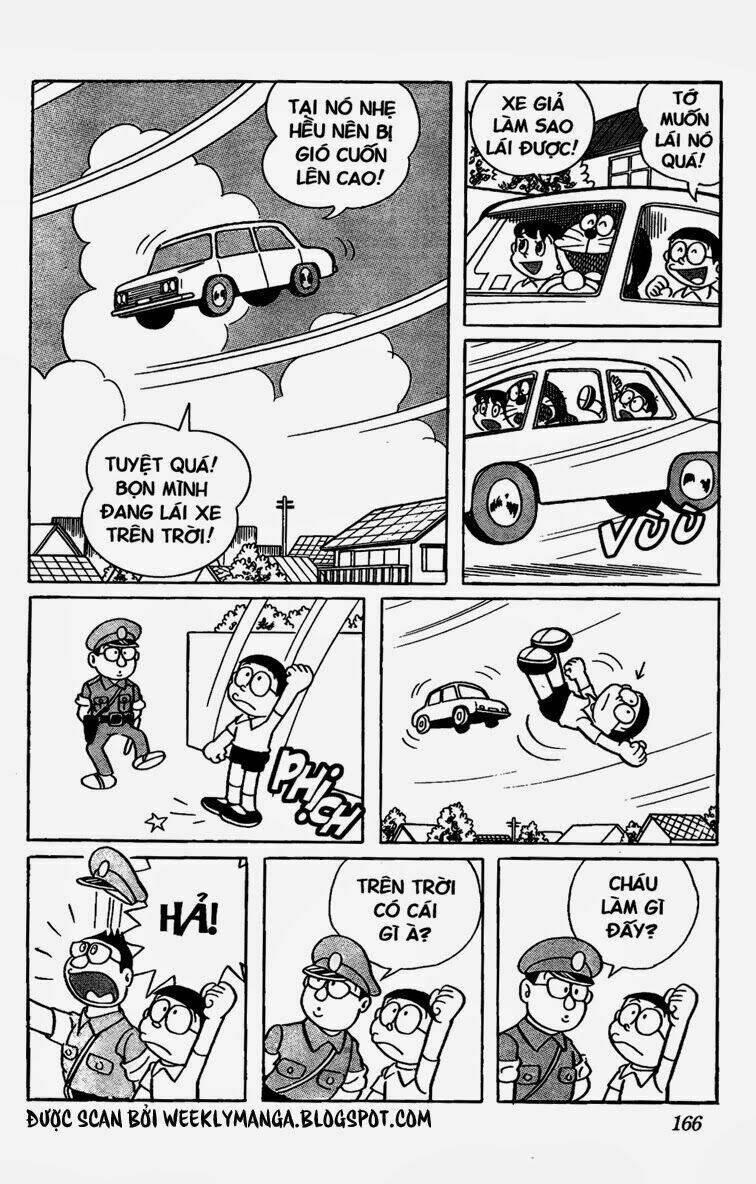 TỚ
MUỐN
LÁI NÓ
QUÁ!
XE GIẢ
LÀM SAO
LÁI ĐƯỢC!
VÙÙ
TẠI NÓ NHẸ
HỀU NÊN BỊ
GIÓ CUỐN
LÊN CAO!
TUYỆT QUÁ!
BỌN MÌNH
ĐANG LÁI XE
TRÊN TRỜI!
PHỊCH
CHÁU
LÀM GÌ
ĐẤY?
TRÊN TRỜI
CÓ CÁI
GÌ À?
HẢ!
ĐƯỢC SCAN BỞI WEEKLYMANGA.BLOGSPOT.COM
166